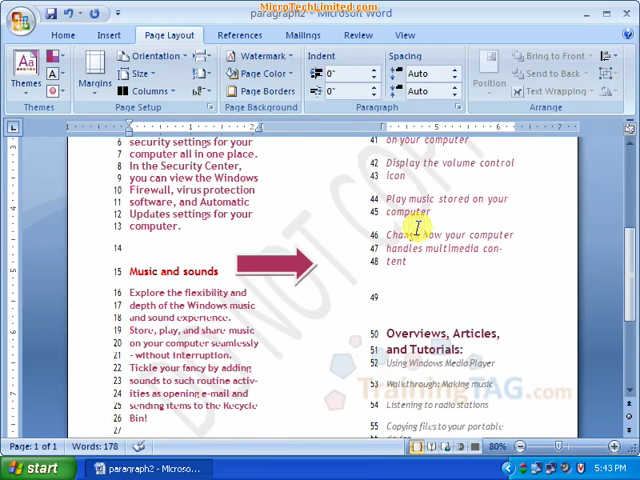 MicroTechLimited.com
paragraph2 - Microsoft Word
Home Insert Page Layout References Mailings Review View
Themes
Margins
Orientation
Size
Columns
Watermark
Page Color
Page Borders
Indent
0"
0"
Spacing
Auto
Auto
Position
Bring to Front
Send to Back
Text Wrapping
Themes Page Setup Page Background Paragraph Arrange
6 security settings for your
7 computer all in one place.
8 In the Security Center,
9 you can view the Windows
10 Firewall, virus protection
11 software, and Automatic
12 Updates settings for your
13 computer.
14
15 Music and sounds
16 Explore the flexibility and
17 depth of the Windows music
18 and sound experience.
19 Store, play, and share music
20 on your computer seamlessly
21 - without interruption.
22 Tickle your fancy by adding
23 sounds to such routine activ-
24 ities as opening e-mail and
25 sending items to the Recycle
26 Bin!
27
41 on your computer
42 Display the volume control
43 icon
44 Play music stored on your
45 computer
46 Change how your computer
47 handles multimedia con-
48 tent
49
50 Overviews, Articles,
51 and Tutorials:
52 Using Windows Media Player
53 Walkthrough: Making music
54 Listening to radio stations
55 Copying files to your portable
device
DO NOT COPY
TrainingTAG.com
Page: 1 of 1 Words: 178 80%
start paragraph2 - Microso... 5:43 PM